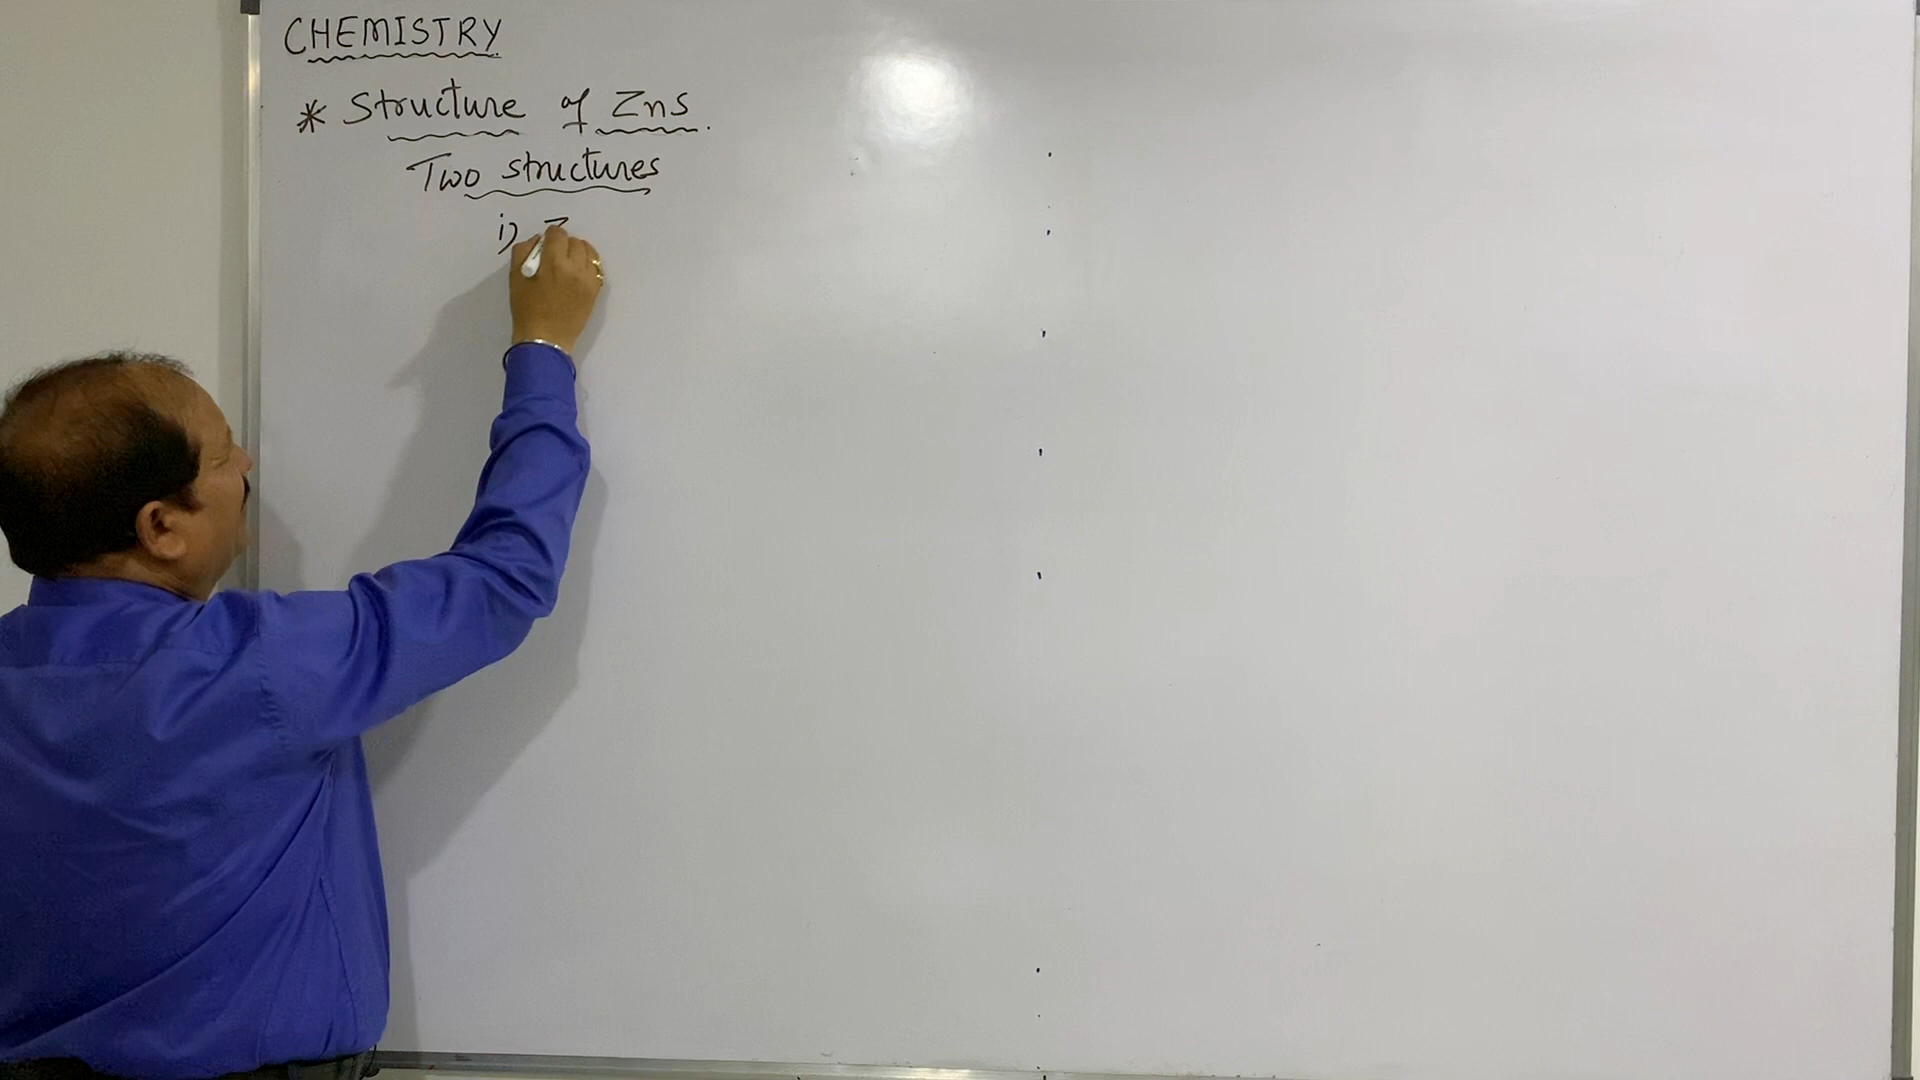 CHEMISTRY
* Structure of ZnS.
Two structures
i) Z